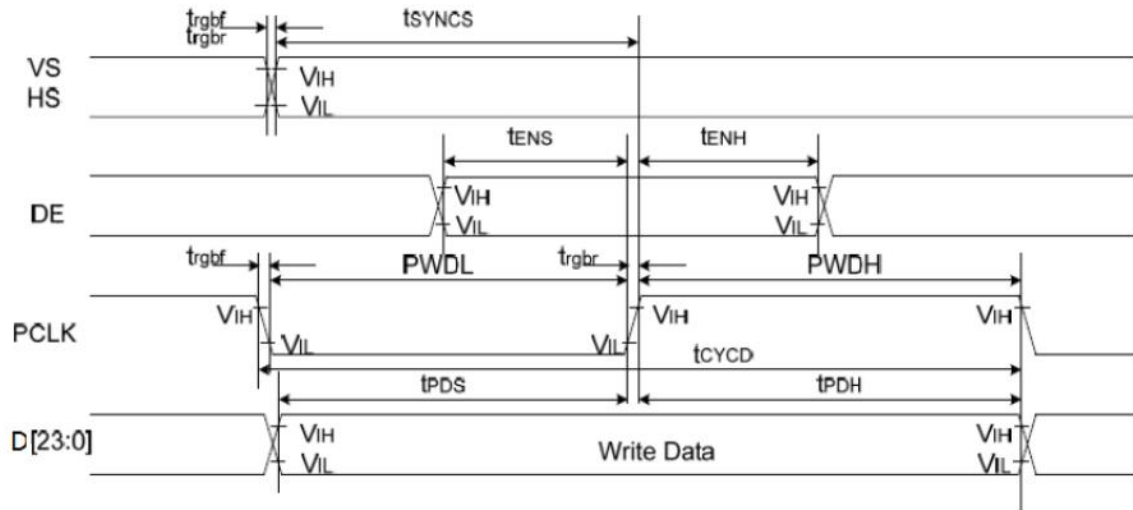 trgbf tSYNCS
trgbr
VS
HS
VIH
VIL
tENS tENH
DE
VIH VIH
VIL VIL
trgbf PWDL trgbr PWDH
PCLK
VIH VIH VIH
VIL VIL
tCYCD
tPDS tPDH
D[23:0]
VIH Write Data VIH
VIL VIL